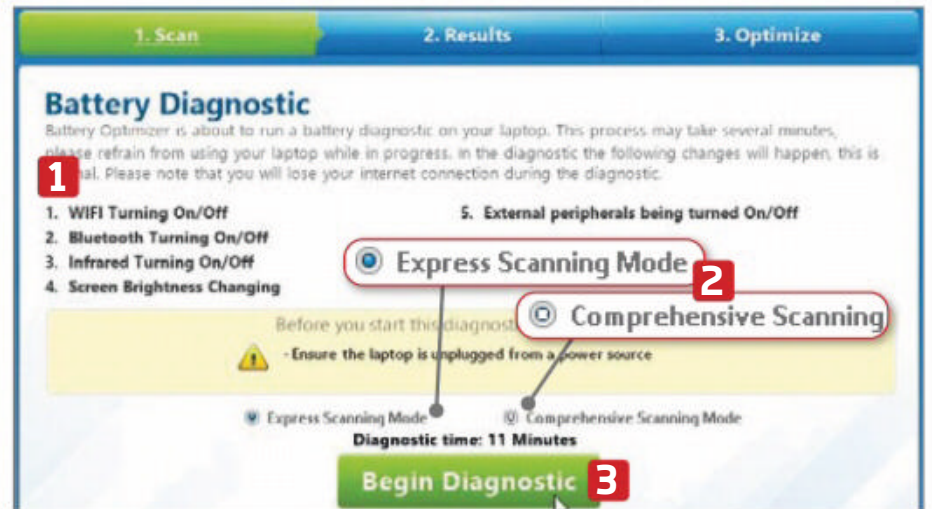 1. Scan
2. Results
3. Optimize
Battery Diagnostic
Battery Optimizer is about to run a battery diagnostic on your laptop. This process may take several minutes,
please refrain from using your laptop while in progress. In the diagnostic the following changes will happen, this is
1
al. Please note that you will lose your internet connection during the diagnostic.
1. WIFI Turning On/Off
2. Bluetooth Turning On/Off
3. Infrared Turning On/Off
4. Screen Brightness Changing
5. External peripherals being turned On/Off
Express Scanning Mode
2
Comprehensive Scanning
Before you start this diagnost
- Ensure the laptop is unplugged from a power source
Express Scanning Mode
Comprehensive Scanning Mode
Diagnostic time: 11 Minutes
Begin Diagnostic
3